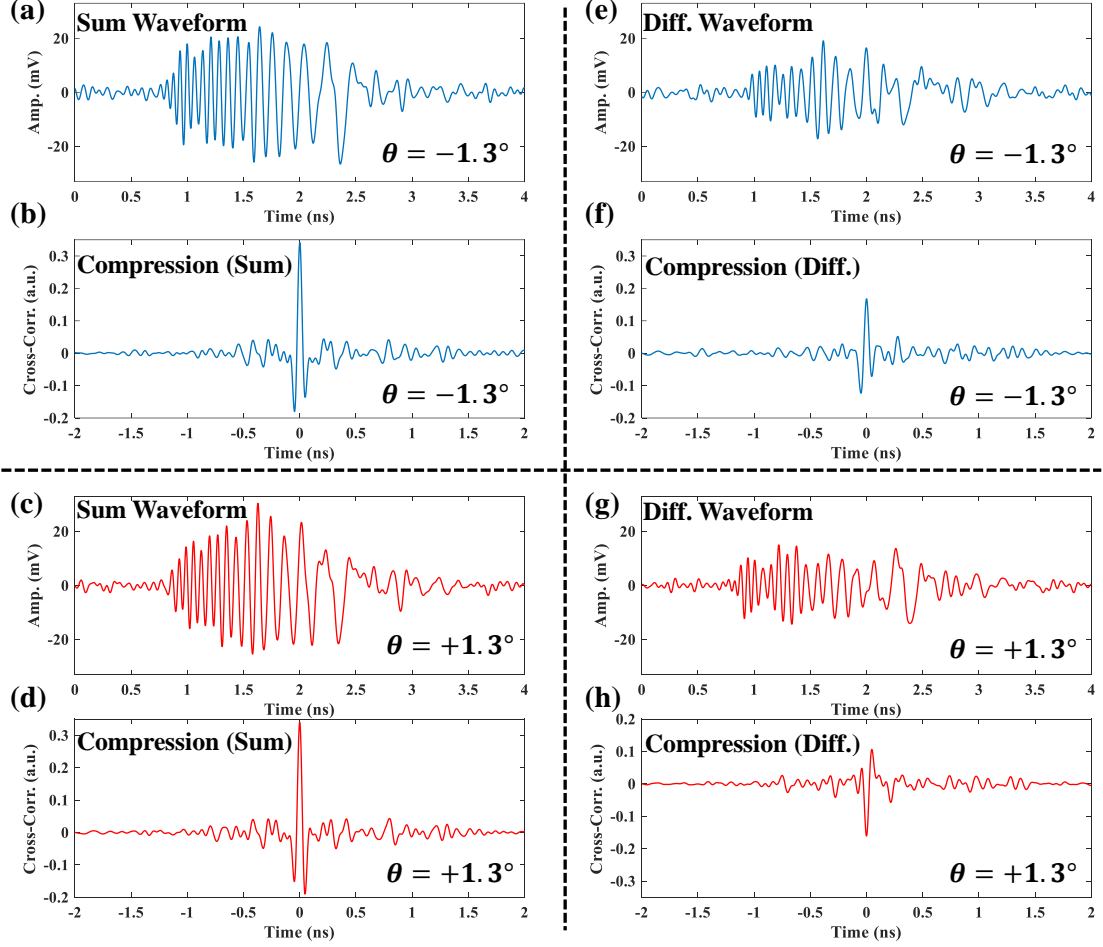 (a)
Sum Waveform
Amp. (mV)
20
0
-20
θ = −1.3°
0 0.5 1 1.5 2 2.5 3 3.5 4
Time (ns)
(b)
Compression (Sum)
Cross-Corr. (a.u.)
0.3
0.2
0.1
0
-0.1
-0.2
θ = −1.3°
-2 -1.5 -1 -0.5 0 0.5 1 1.5 2
Time (ns)
(e)
Diff. Waveform
Amp. (mV)
20
0
-20
θ = −1.3°
0 0.5 1 1.5 2 2.5 3 3.5 4
Time (ns)
(f)
Compression (Diff.)
Cross-Corr. (a.u.)
0.3
0.2
0.1
0
-0.1
-0.2
θ = −1.3°
-2 -1.5 -1 -0.5 0 0.5 1 1.5 2
Time (ns)
(c)
Sum Waveform
Amp. (mV)
20
0
-20
θ = +1.3°
0 0.5 1 1.5 2 2.5 3 3.5 4
Time (ns)
(d)
Compression (Sum)
Cross-Corr. (a.u.)
0.3
0.2
0.1
0
-0.1
-0.2
θ = +1.3°
-2 -1.5 -1 -0.5 0 0.5 1 1.5 2
Time (ns)
(g)
Diff. Waveform
Amp. (mV)
20
0
-20
θ = +1.3°
0 0.5 1 1.5 2 2.5 3 3.5 4
Time (ns)
(h)
Compression (Diff.)
Cross-Corr. (a.u.)
0.2
0.1
0
-0.1
-0.2
-0.3
θ = +1.3°
-2 -1.5 -1 -0.5 0 0.5 1 1.5 2
Time (ns)